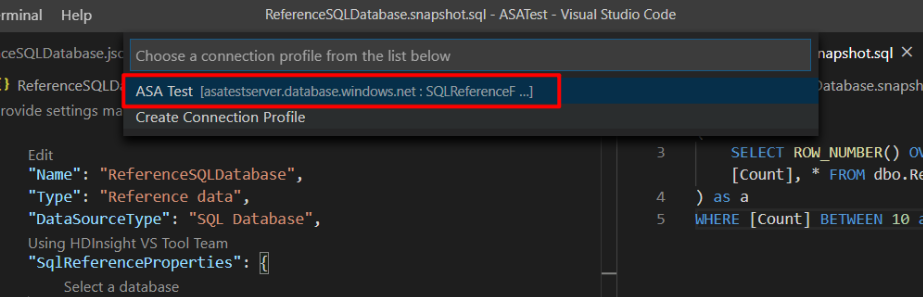 rminal Help ReferenceSQLDatabase.snapshot.sql - ASATest - Visual Studio Code
Choose a connection profile from the list below
ceSQLDatabase.jsc
napshot.sql
ASA Test [asatestserver.database.windows.net : SQLReferenceF ...]
{} ReferenceSQLDa
Database.snapsh
Create Connection Profile
rovide settings ma
Edit
"Name": "ReferenceSQLDatabase",
"Type": "Reference data",
"DataSourceType": "SQL Database",
Using HDInsight VS Tool Team
"SqlReferenceProperties": {
Select a database
(
3 SELECT ROW_NUMBER() OV
[Count], * FROM dbo.Re
4 ) as a
5 WHERE [Count] BETWEEN 10 a